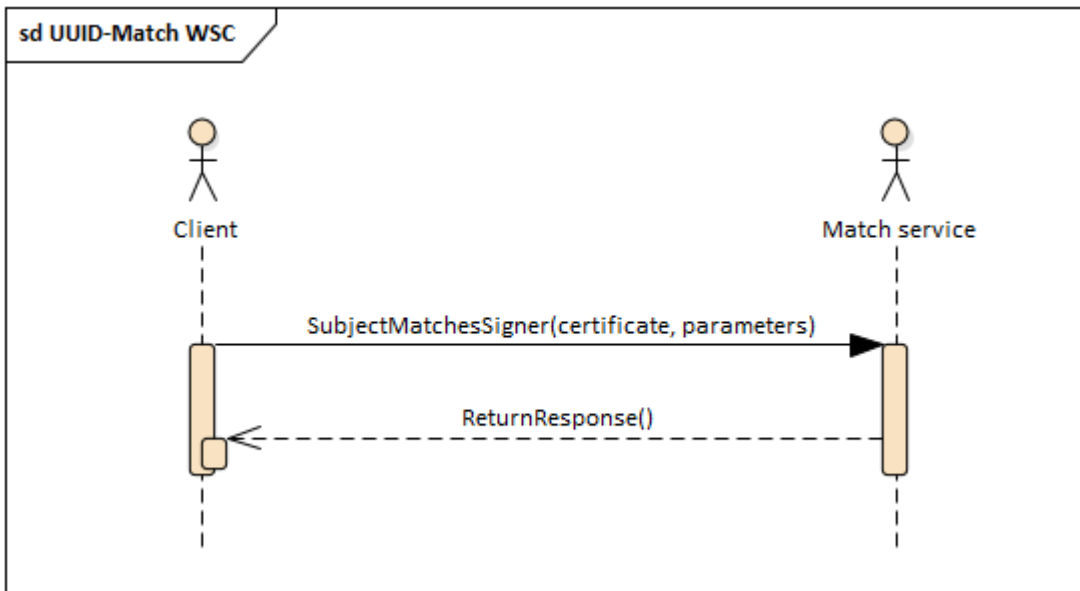 sd UUID-Match WSC
Client
Match service
SubjectMatchesSigner(certificate, parameters)
ReturnResponse()